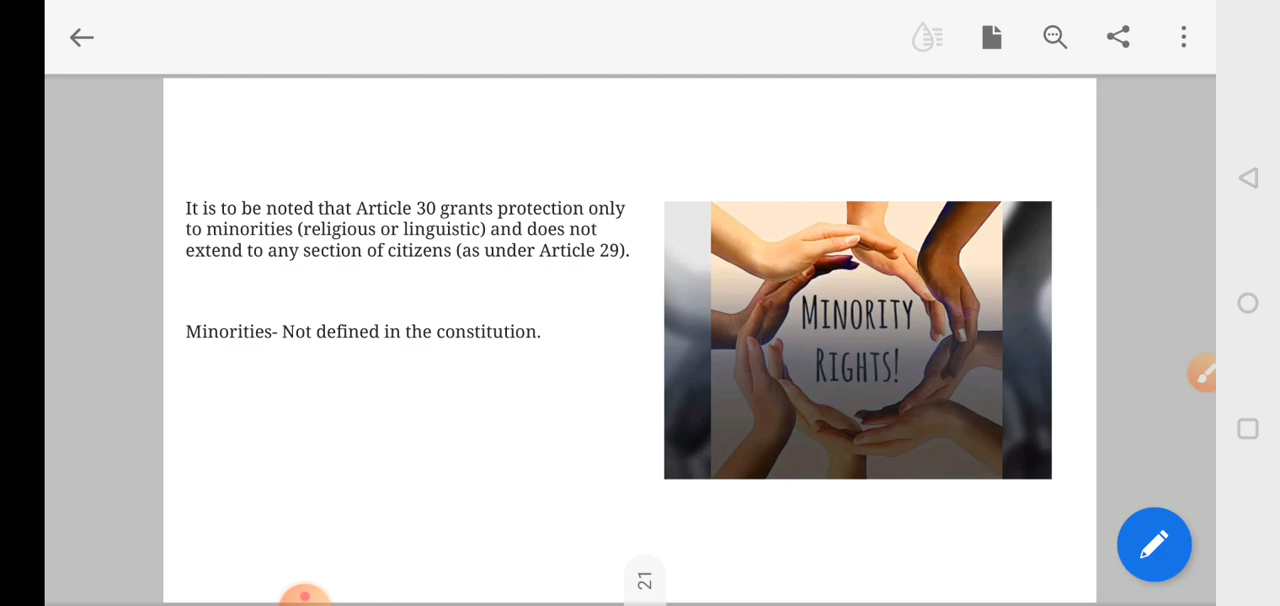 It is to be noted that Article 30 grants protection only
to minorities (religious or linguistic) and does not
extend to any section of citizens (as under Article 29).
Minorities- Not defined in the constitution.
MINORITY
RIGHTS!
21